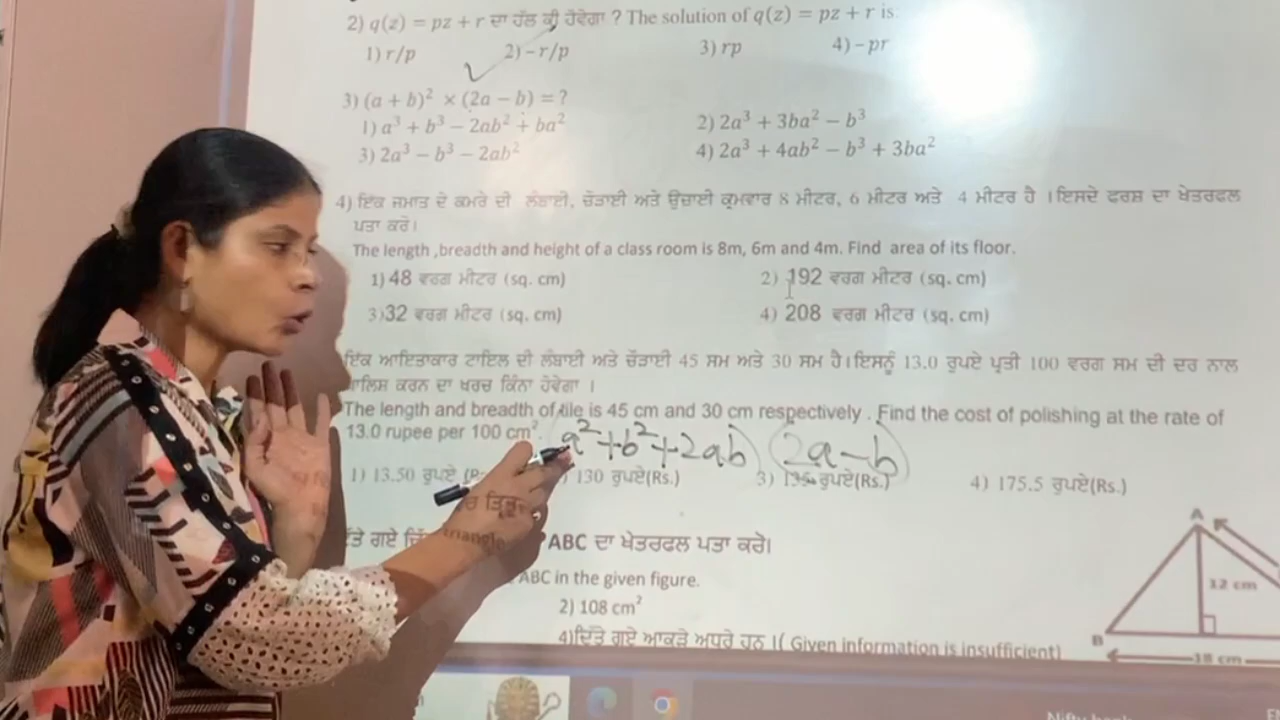 2) q(z) = pz + r ਦਾ ਹੱਲ ਕੀ ਹੋਵੇਗਾ ? The solution of q(z) = pz + r is:
1) r/p 2) – r/p 3) rp 4) – pr
3) (a + b)² × (2a − b) = ?
1) a³ + b³ − 2ab² + ba² 2) 2a³ + 3ba² − b³
3) 2a³ − b³ − 2ab² 4) 2a³ + 4ab² − b³ + 3ba²
4) ਇੱਕ ਜਮਾਤ ਦੇ ਕਮਰੇ ਦੀ ਲੰਬਾਈ, ਚੌੜਾਈ ਅਤੇ ਉਚਾਈ ਕ੍ਰਮਵਾਰ 8 ਮੀਟਰ, 6 ਮੀਟਰ ਅਤੇ 4 ਮੀਟਰ ਹੈ । ਇਸਦੇ ਫਰਸ਼ ਦਾ ਖੇਤਰਫਲ
ਪਤਾ ਕਰੋ।
The length ,breadth and height of a class room is 8m, 6m and 4m. Find area of its floor.
1) 48 ਵਰਗ ਮੀਟਰ (sq. cm) 2) 192 ਵਰਗ ਮੀਟਰ (sq. cm)
3) 32 ਵਰਗ ਮੀਟਰ (sq. cm) 4) 208 ਵਰਗ ਮੀਟਰ (sq. cm)
ਇੱਕ ਆਇਤਾਕਾਰ ਟਾਇਲ ਦੀ ਲੰਬਾਈ ਅਤੇ ਚੌੜਾਈ 45 ਸਮ ਅਤੇ 30 ਸਮ ਹੈ।ਇਸਨੂੰ 13.0 ਰੁਪਏ ਪ੍ਰਤੀ 100 ਵਰਗ ਸਮ ਦੀ ਦਰ ਨਾਲ
ਾਲਿਸ਼ ਕਰਨ ਦਾ ਖਰਚ ਕਿੰਨਾ ਹੋਵੇਗਾ ।
The length and breadth of tile is 45 cm and 30 cm respectively . Find the cost of polishing at the rate of
13.0 rupee per 100 cm².
a² + b² + 2ab) (2a − b)
1) 13.50 ਰੁਪਏ 130 ਰੁਪਏ(Rs.) 3) ਰੁਪਏ(Rs.) 4) 175.5 ਰੁਪਏ(Rs.)
ਗਏ triangle ABC ਦਾ ਖੇਤਰਫਲ ਪਤਾ ਕਰੋ।
ABC in the given figure.
2) 108 cm²
4)ਦਿੱਤੇ ਗਏ ਆਕੜੇ ਅਧੂਰੇ ਹਨ ।( Given information is insufficient)
A
12 cm
B
18 cm